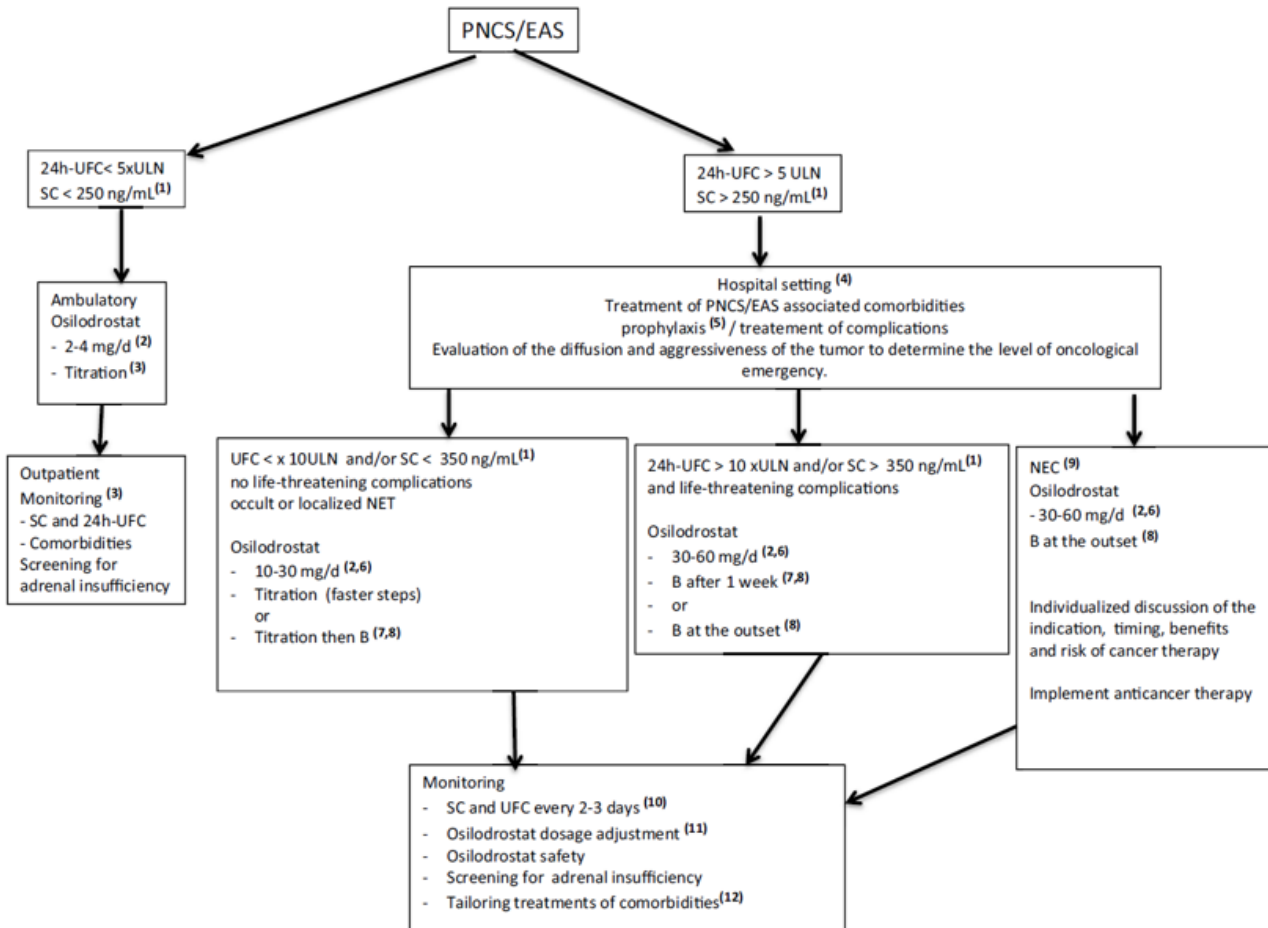 PNCS/EAS
24h-UFC< 5xULN
SC < 250 ng/mL(1)
24h-UFC > 5 ULN
SC > 250 ng/mL(1)
Ambulatory
Osilodrostat
- 2-4 mg/d (2)
- Titration (3)
Hospital setting (4)
Treatment of PNCS/EAS associated comorbidities
prophylaxis (5) / treatement of complications
Evaluation of the diffusion and aggressiveness of the tumor to determine the level of oncological
emergency.
Outpatient
Monitoring (3)
- SC and 24h-UFC
- Comorbidities
Screening for
adrenal insufficiency
UFC < x 10ULN and/or SC < 350 ng/mL(1)
no life-threatening complications
occult or localized NET
Osilodrostat
- 10-30 mg/d (2,6)
- Titration (faster steps)
or
- Titration then B (7,8)
24h-UFC > 10 xULN and/or SC > 350 ng/mL(1)
and life-threatening complications
Osilodrostat
- 30-60 mg/d (2,6)
- B after 1 week (7,8)
- or
- B at the outset (8)
NEC (9)
Osilodrostat
- 30-60 mg/d (2,6)
B at the outset (8)
Individualized discussion of the
indication, timing, benefits
and risk of cancer therapy
Implement anticancer therapy
Monitoring
- SC and UFC every 2-3 days (10)
- Osilodrostat dosage adjustment (11)
- Osilodrostat safety
- Screening for adrenal insufficiency
- Tailoring treatments of comorbidities(12)